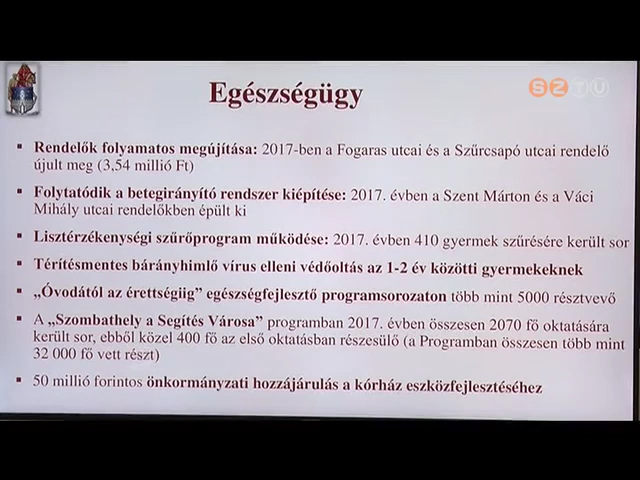 SZTV
Egészségügy
▪ Rendelők folyamatos megújítása: 2017-ben a Fogaras utcai és a Szűrcsapó utcai rendelő
újult meg (3,54 millió Ft)
▪ Folytatódik a betegirányító rendszer kiépítése: 2017. évben a Szent Márton és a Váci
Mihály utcai rendelőkben épült ki
▪ Lisztérzékenységi szűrőprogram működése: 2017. évben 410 gyermek szűrésére került sor
▪ Térítésmentes bárányhimlő vírus elleni védőoltás az 1-2 év közötti gyermekeknek
▪ „Óvodától az érettségiig” egészségfejlesztő programsorozaton több mint 5000 résztvevő
▪ A „Szombathely a Segítés Városa” programban 2017. évben összesen 2070 fő oktatására
került sor, ebből közel 400 fő az első oktatásban részesülő (a Programban összesen több mint
32 000 fő vett részt)
▪ 50 millió forintos önkormányzati hozzájárulás a kórház eszközfejlesztéséhez